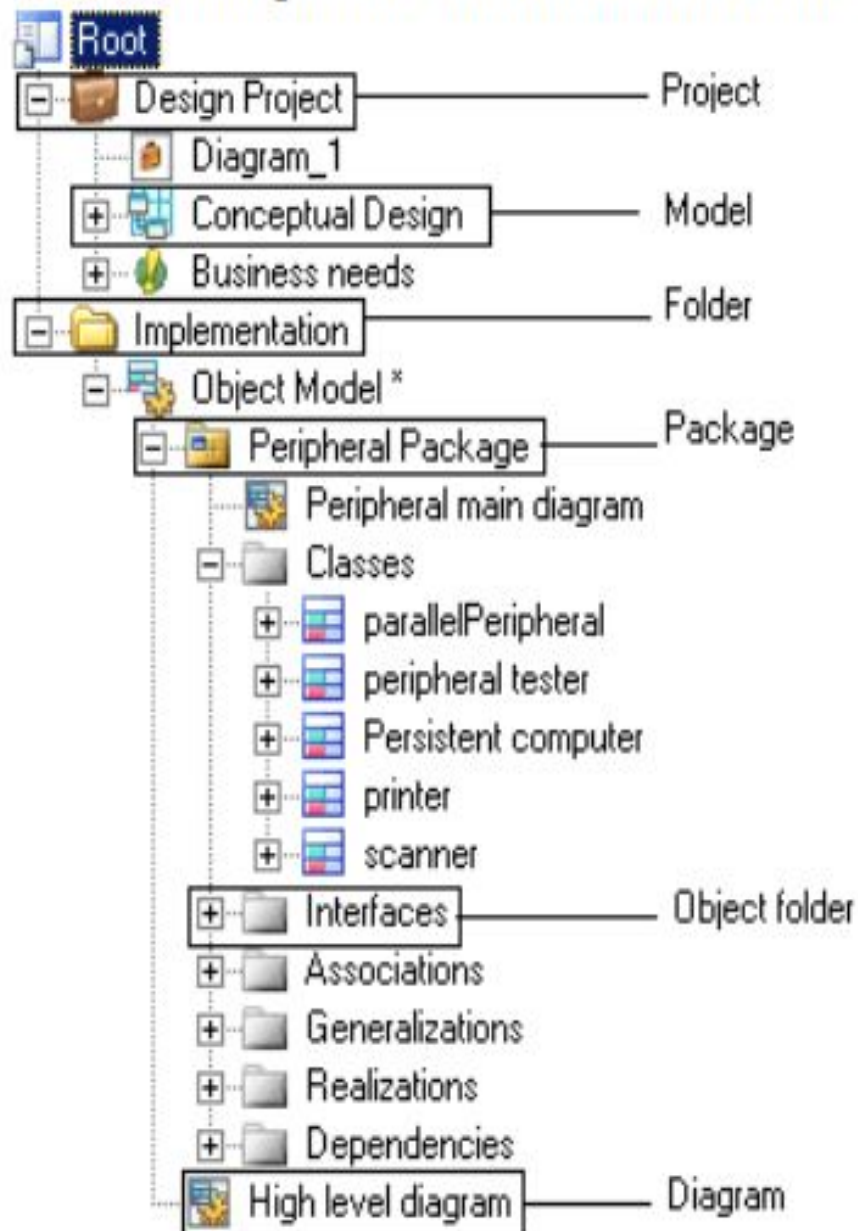 Root
Design Project Project
Diagram_1
Conceptual Design Model
Business needs
Implementation Folder
Object Model *
Peripheral Package Package
Peripheral main diagram
Classes
parallelPeripheral
peripheral tester
Persistent computer
printer
scanner
Interfaces Object folder
Associations
Generalizations
Realizations
Dependencies
High level diagram Diagram